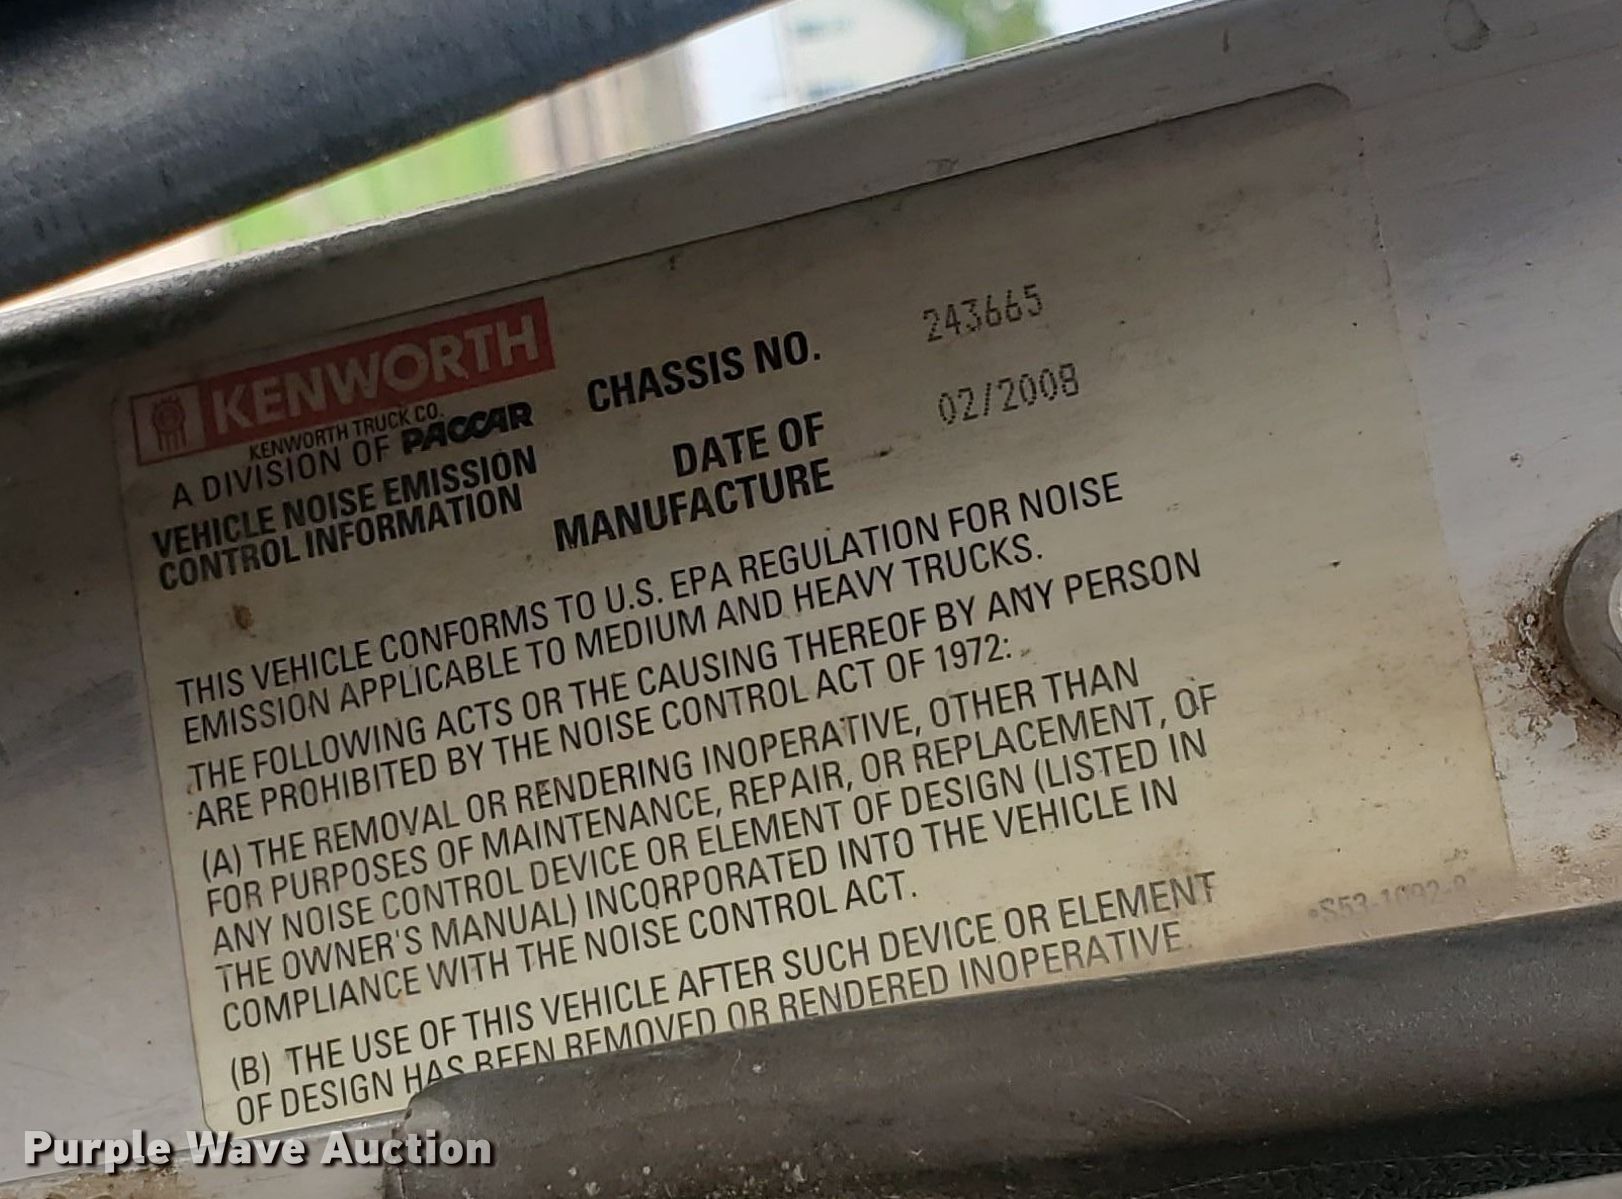 KENWORTH
KENWORTH TRUCK CO.
A DIVISION OF PACCAR
VEHICLE NOISE EMISSION
CONTROL INFORMATION
CHASSIS NO. 243665
DATE OF
MANUFACTURE 02/2008
THIS VEHICLE CONFORMS TO U.S. EPA REGULATION FOR NOISE
EMISSION APPLICABLE TO MEDIUM AND HEAVY TRUCKS.
THE FOLLOWING ACTS OR THE CAUSING THEREOF BY ANY PERSON
ARE PROHIBITED BY THE NOISE CONTROL ACT OF 1972:
(A) THE REMOVAL OR RENDERING INOPERATIVE, OTHER THAN
FOR PURPOSES OF MAINTENANCE, REPAIR, OR REPLACEMENT, OF
ANY NOISE CONTROL DEVICE OR ELEMENT OF DESIGN (LISTED IN
THE OWNER'S MANUAL) INCORPORATED INTO THE VEHICLE IN
COMPLIANCE WITH THE NOISE CONTROL ACT.
(B) THE USE OF THIS VEHICLE AFTER SUCH DEVICE OR ELEMENT
OF DESIGN HAS BEEN REMOVED OR RENDERED INOPERATIVE.
Purple Wave Auction